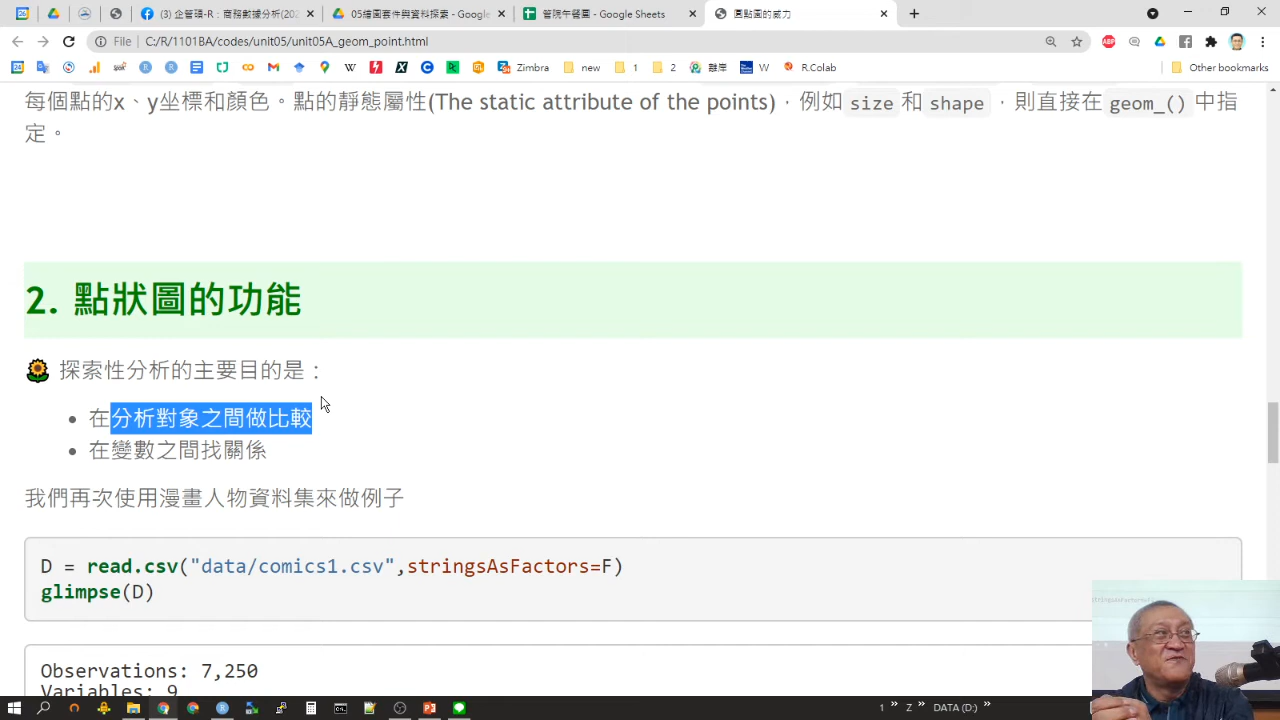 (3) 企管碩-R：商務數據分析(202
05繪圖套件與資料探索 - Google
管院午餐團 - Google Sheets
圓點圖的威力
File
C:/R/1101BA/codes/unit05/unit05A_geom_point.html
Zimbra
new
1
2
離庫
W
R.Colab
Other bookmarks
每個點的x、y坐標和顏色。點的靜態屬性(The static attribute of the points)，例如 size 和 shape ，則直接在 geom_() 中指
定。
2. 點狀圖的功能
🌻 探索性分析的主要目的是：
在分析對象之間做比較
在變數之間找關係
我們再次使用漫畫人物資料集來做例子
D = read.csv("data/comics1.csv",stringsAsFactors=F)
glimpse(D)
Observations: 7,250
Variables: 9
1 » Z » DATA (D:) »